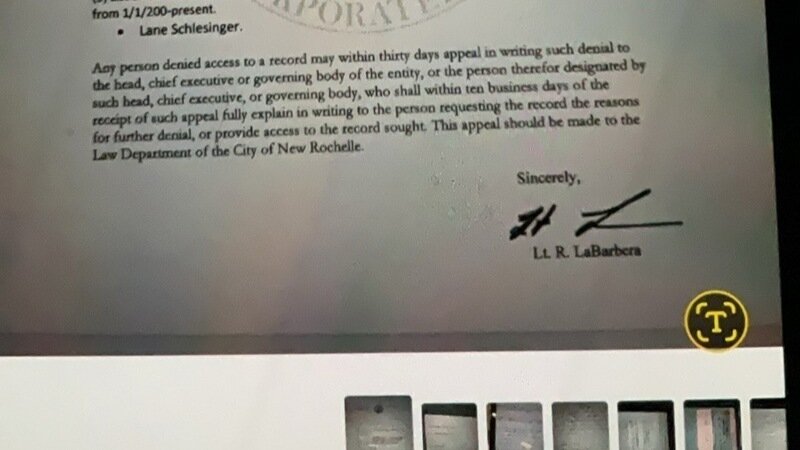 from 1/1/200-present.
PORATE
• Lane Schlesinger.
Any person denied access to a record may within thirty days appeal in writing such denial to
the head, chief executive or governing body of the entity, or the person therefor designated by
such head, chief executive, or governing body, who shall within ten business days of the
receipt of such appeal fully explain in writing to the person requesting the record the reasons
for further denial, or provide access to the record sought. This appeal should be made to the
Law Department of the City of New Rochelle.
Sincerely,
Lt. R. LaBarbera
T